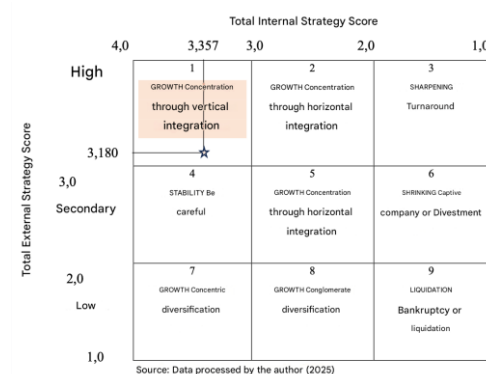 Total Internal Strategy Score
4,0 3,357 3,0 2,0 1,0
High
Secondary
Low
Total External Strategy Score
3,180
3,0
2,0
1,0
1
GROWTH Concentration
through vertical
integration
2
GROWTH Concentration
through horizontal
integration
3
SHARPENING
Turnaround
4
STABILITY Be
careful
5
GROWTH Concentration
through horizontal
integration
6
SHRINKING Captive
company or Divestment
7
GROWTH Concentric
diversification
8
GROWTH Conglomerate
diversification
9
LIQUIDATION
Bankruptcy or
liquidation
Source: Data processed by the author (2025)